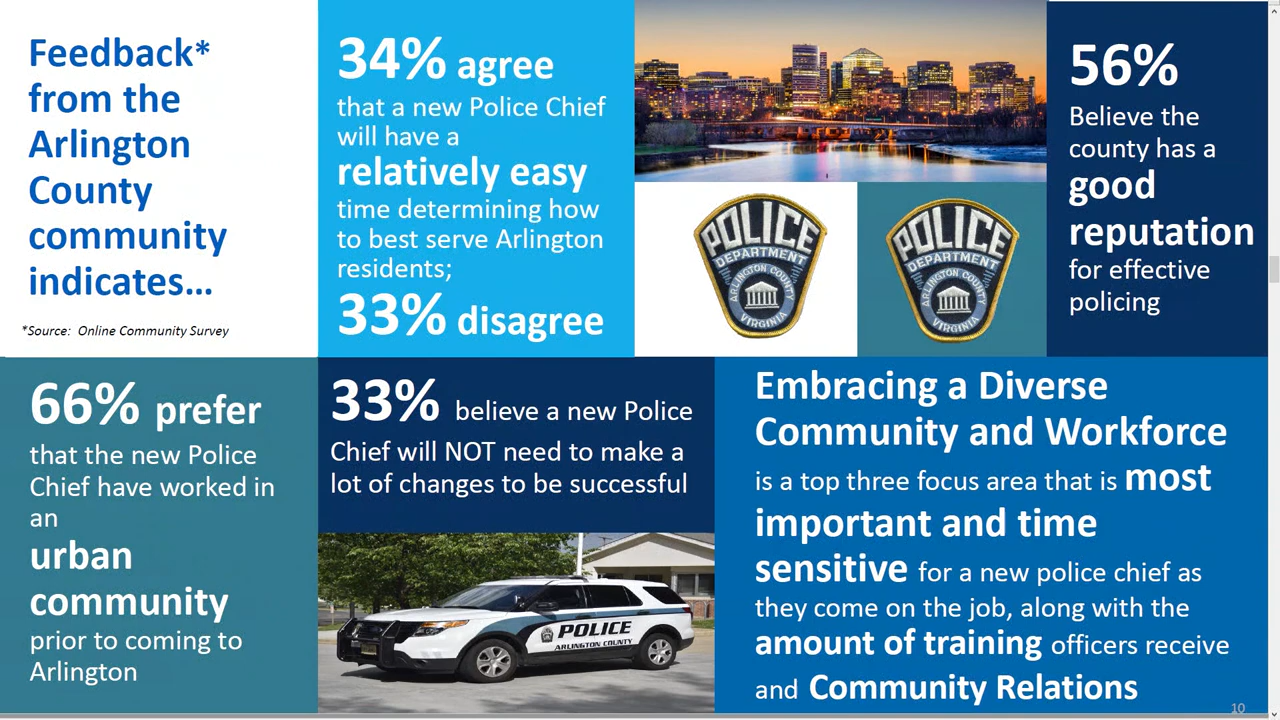 Feedback*
from the
Arlington
County
community
indicates...
*Source: Online Community Survey
34% agree
that a new Police Chief
will have a
relatively easy
time determining how
to best serve Arlington
residents;
33% disagree
POLICE
DEPARTMENT
ARLINGTON COUNTY
VIRGINIA
POLICE
DEPARTMENT
ARLINGTON COUNTY
VIRGINIA
56%
Believe the
county has a
good
reputation
for effective
policing
66% prefer
that the new Police
Chief have worked in
an
urban
community
prior to coming to
Arlington
33% believe a new Police
Chief will NOT need to make a
lot of changes to be successful
POLICE
ARLINGTON COUNTY
Embracing a Diverse
Community and Workforce
is a top three focus area that is most
important and time
sensitive for a new police chief as
they come on the job, along with the
amount of training officers receive
and Community Relations
10